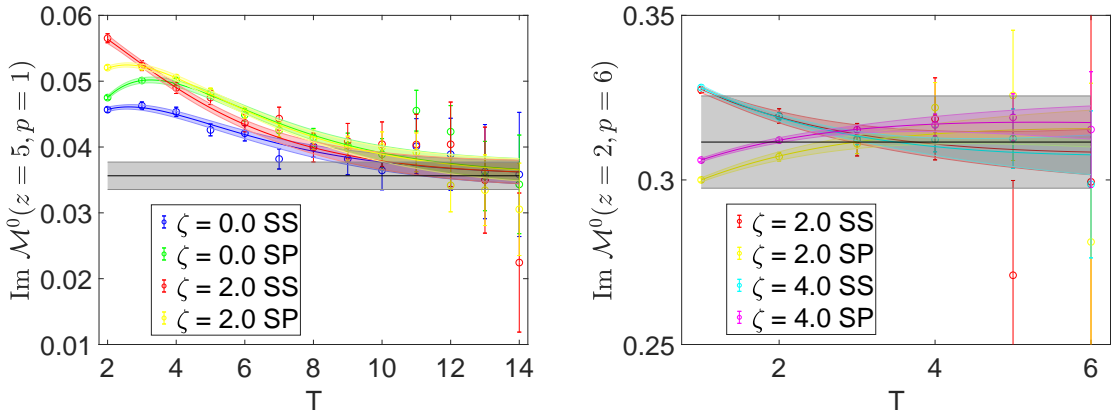 0.06
0.05
0.04
0.03
0.02
0.01
Im 𝓜⁰(z = 5, p = 1)
ζ = 0.0 SS
ζ = 0.0 SP
ζ = 2.0 SS
ζ = 2.0 SP
2 4 6 8 10 12 14
T
0.35
0.3
0.25
Im 𝓜⁰(z = 2, p = 6)
ζ = 2.0 SS
ζ = 2.0 SP
ζ = 4.0 SS
ζ = 4.0 SP
2 4 6
T